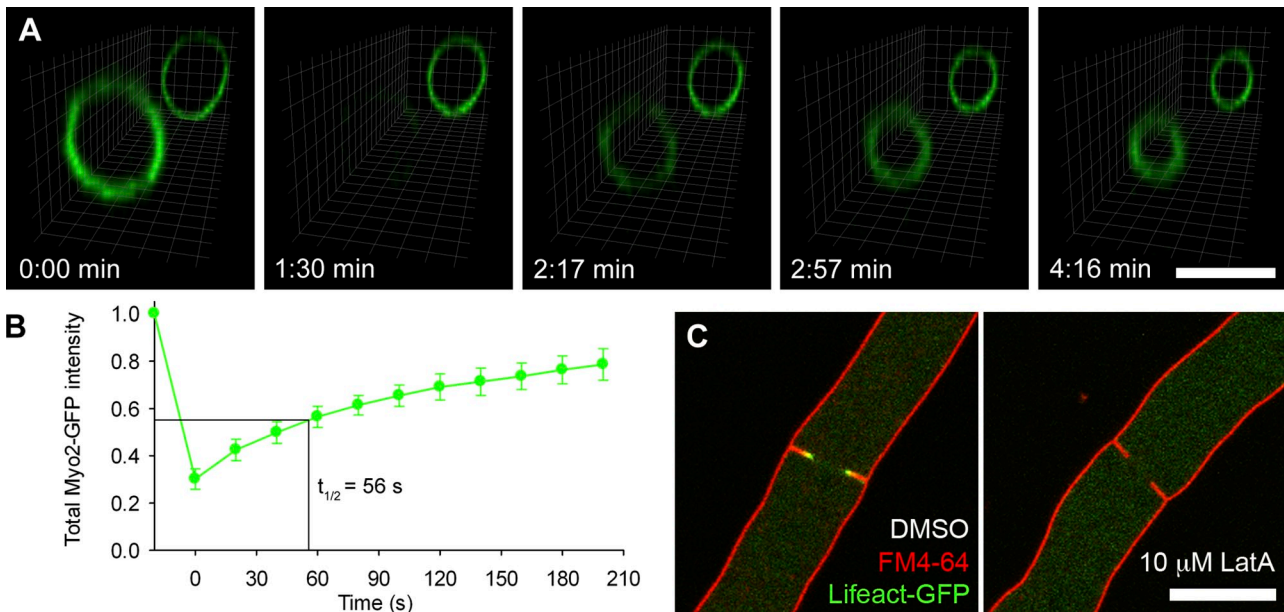 A
0:00 min
1:30 min
2:17 min
2:57 min
4:16 min
B
Total Myo2-GFP intensity
1.0
0.8
0.6
0.4
0.2
0.0
t1/2 = 56 s
0 30 60 90 120 150 180 210
Time (s)
C
DMSO
FM4-64
Lifeact-GFP
10 μM LatA